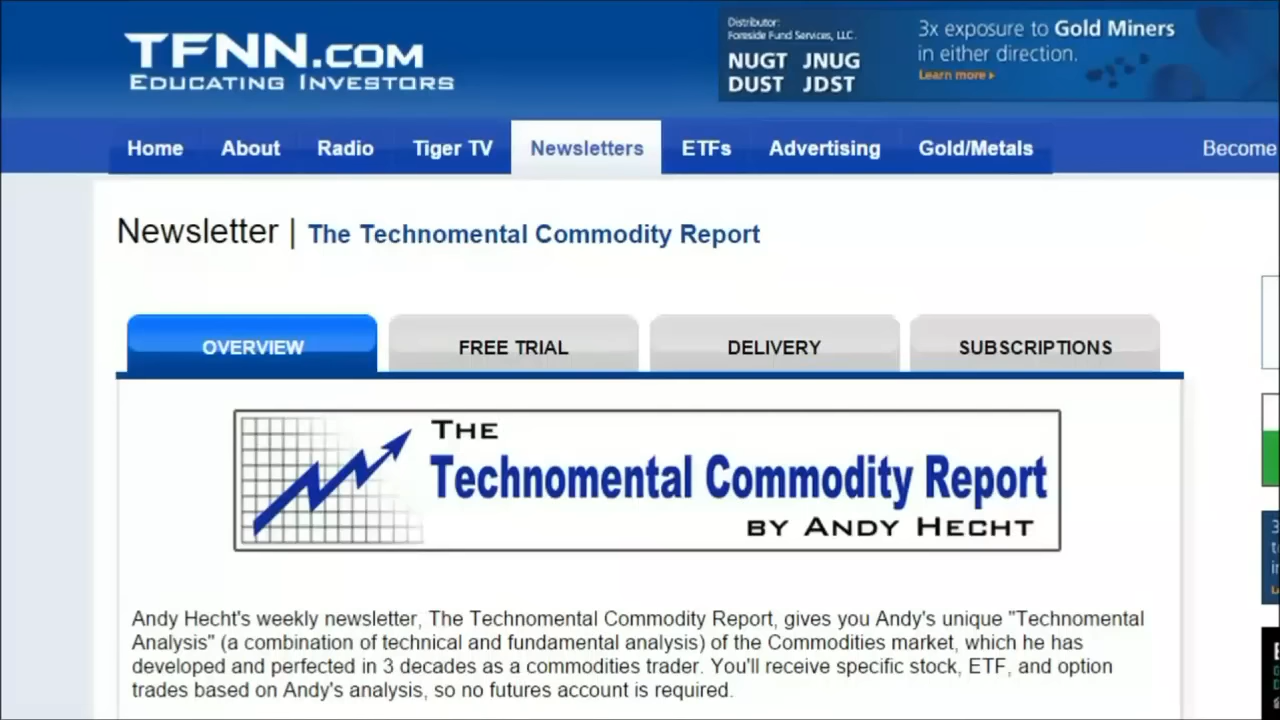 TFNN.COM
EDUCATING INVESTORS
Distributor:
Foreside Fund Services, LLC.
NUGT JNUG
DUST JDST
3x exposure to Gold Miners
in either direction.
Learn more
Home About Radio Tiger TV Newsletters ETFs Advertising Gold/Metals Become
Newsletter | The Technomental Commodity Report
OVERVIEW FREE TRIAL DELIVERY SUBSCRIPTIONS
THE
Technomental Commodity Report
BY ANDY HECHT
Andy Hecht's weekly newsletter, The Technomental Commodity Report, gives you Andy's unique "Technomental
Analysis" (a combination of technical and fundamental analysis) of the Commodities market, which he has
developed and perfected in 3 decades as a commodities trader. You'll receive specific stock, ETF, and option
trades based on Andy's analysis, so no futures account is required.